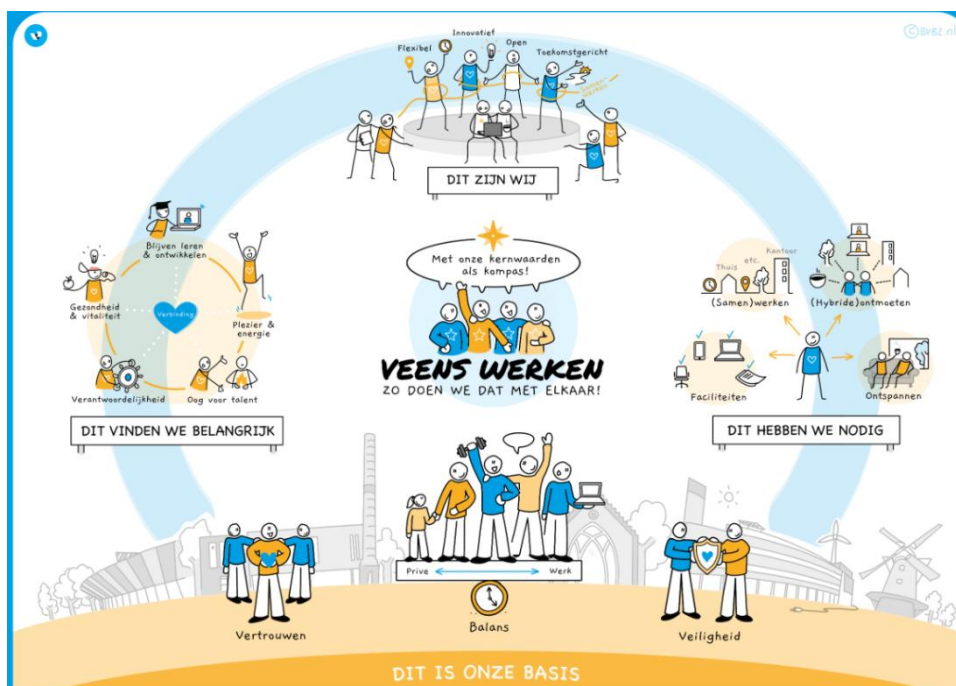 ©BVBZ.nl
Innovatief
Flexibel
Open
Toekomstgericht
Samen-
werken
DIT ZIJN WIJ
Met onze kernwaarden
als kompas!
VEENS WERKEN
ZO DOEN WE DAT MET ELKAAR!
Blijven leren
& ontwikkelen
Gezondheid
& vitaliteit
Verbinding
Plezier &
energie
Verantwoordelijkheid
Oog voor talent
DIT VINDEN WE BELANGRIJK
Kantoor
etc.
Thuis
(Samen)werken
(Hybride)ontmoeten
Faciliteiten
Ontspannen
DIT HEBBEN WE NODIG
Prive
Werk
Vertrouwen
Balans
Veiligheid
DIT IS ONZE BASIS